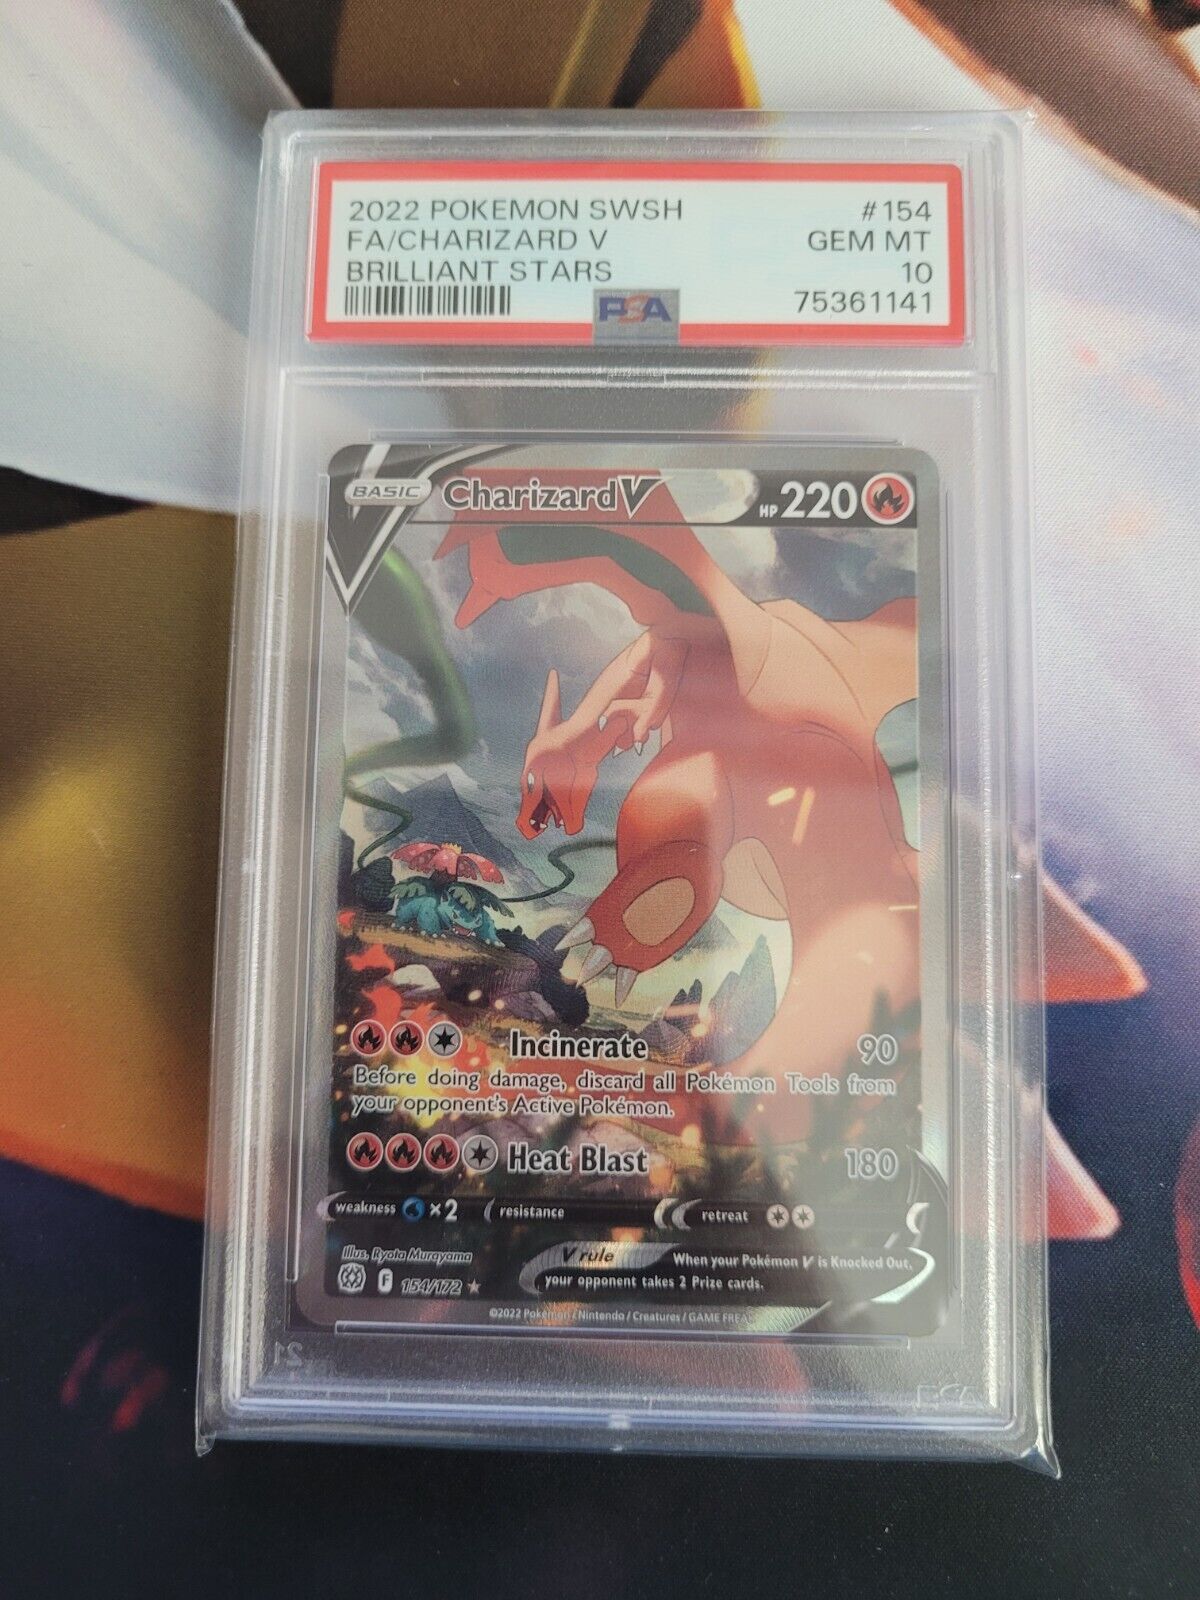 2022 POKEMON SWSH #154
FA/CHARIZARD V GEM MT
BRILLIANT STARS 10
PSA 75361141
BASIC Charizard V HP 220
Incinerate 90
Before doing damage, discard all Pokémon Tools from
your opponent's Active Pokémon.
Heat Blast 180
weakness ×2 resistance retreat
Illus. Ryota Murayama
V rule When your Pokémon V is Knocked Out,
your opponent takes 2 Prize cards.
F 154/172
©2022 Pokémon / Nintendo / Creatures / GAME FREAK